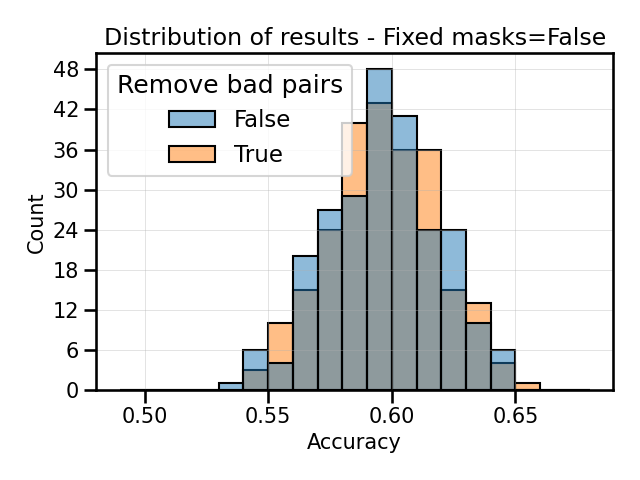 Distribution of results - Fixed masks=False
Remove bad pairs
False
True
Count
48
42
36
30
24
18
12
6
0
0.50 0.55 0.60 0.65
Accuracy